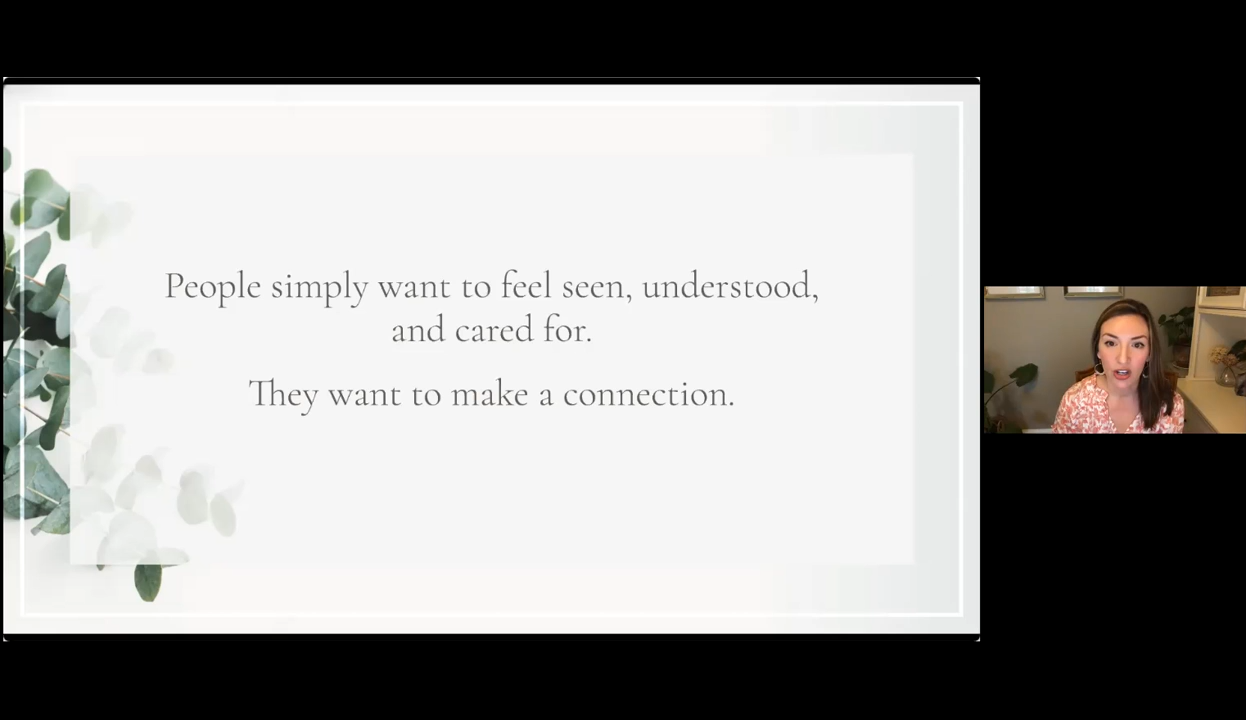 People simply want to feel seen, understood,
and cared for.
They want to make a connection.